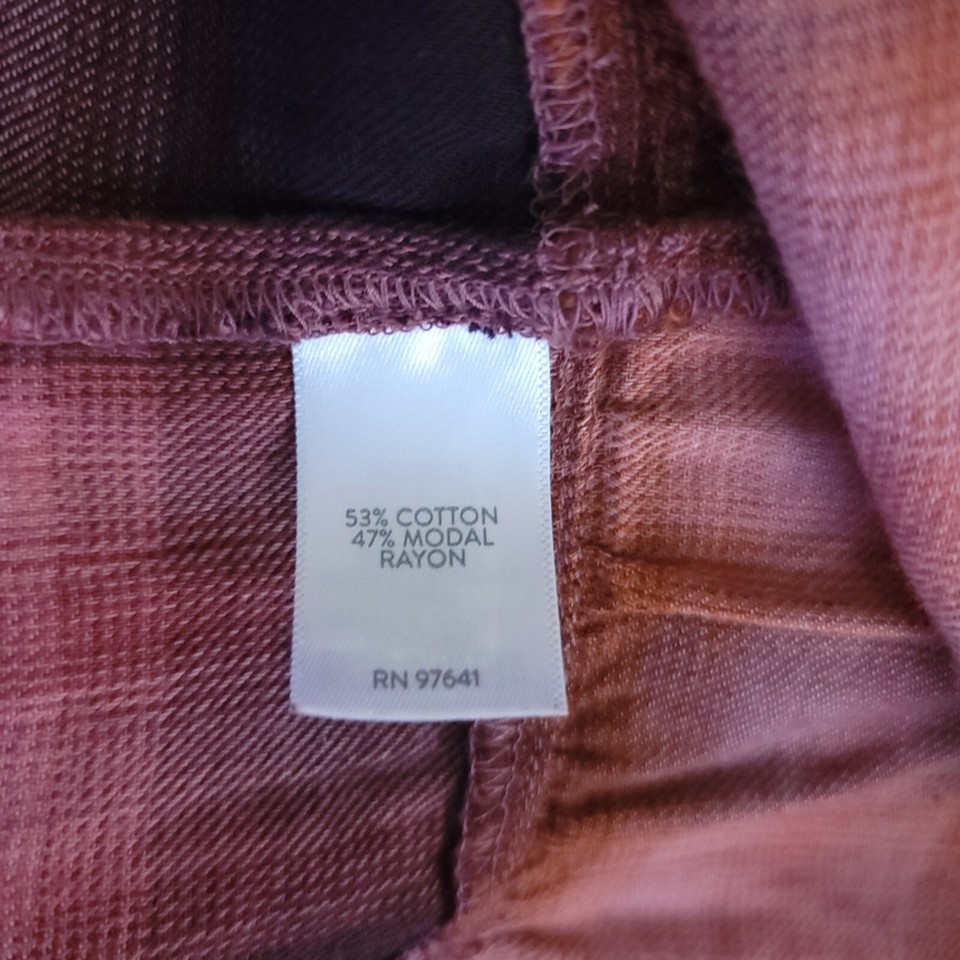 53% COTTON
47% MODAL
RAYON
RN 97641